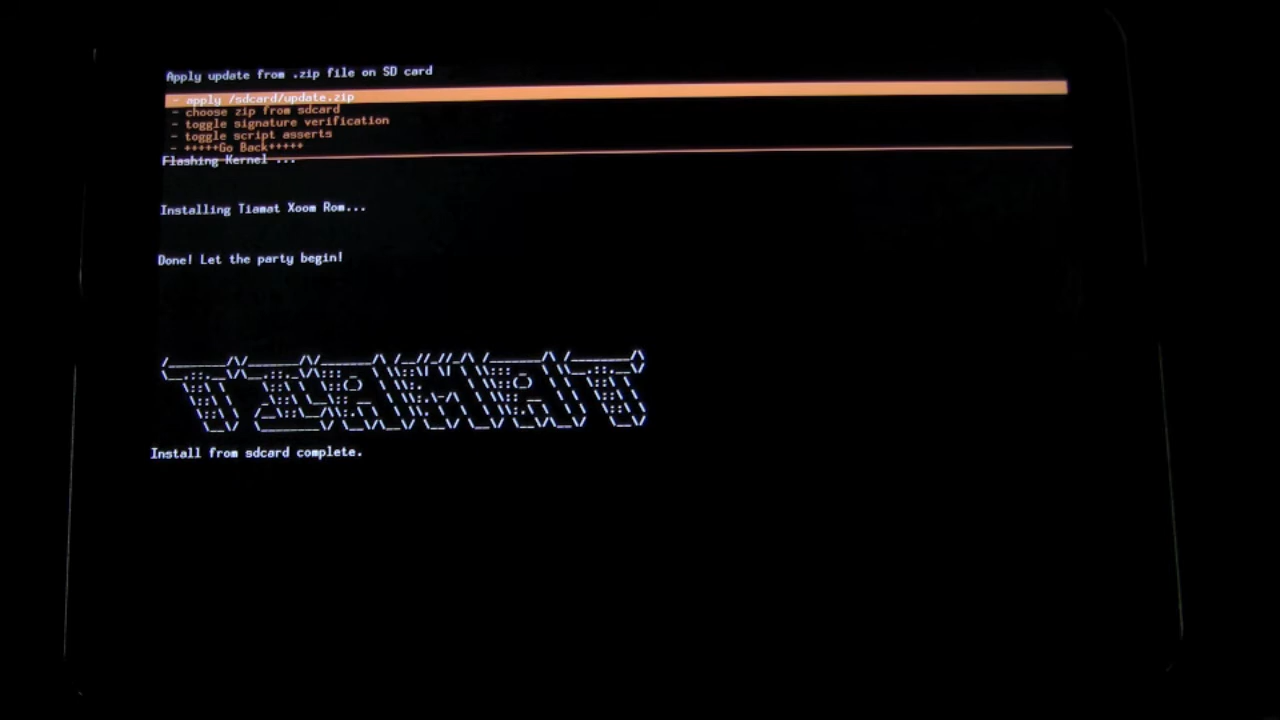 Apply update from .zip file on SD card
- apply /sdcard/update.zip
- choose zip from sdcard
- toggle signature verification
- toggle script asserts
- +++++Go Back+++++
Flashing Kernel ...
Installing Tiamat Xoom Rom...
Done! Let the party begin!
TIAMAT
Install from sdcard complete.